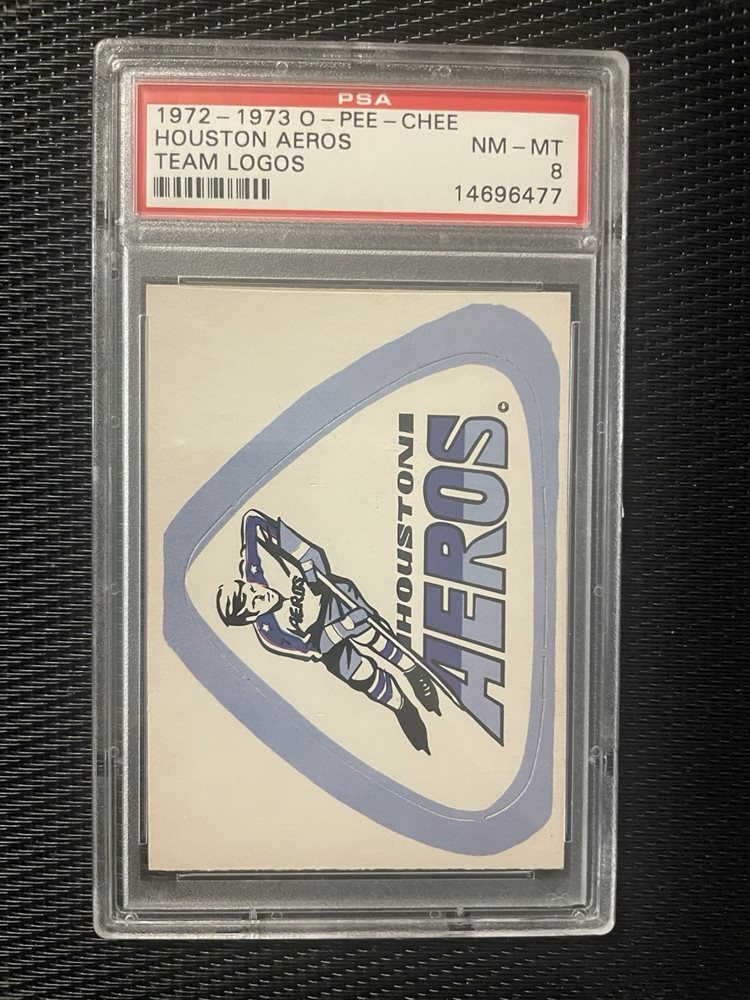 PSA
1972 - 1973 O - PEE - CHEE
HOUSTON AEROS
NM - MT
TEAM LOGOS
8
14696477
HOUSTON
AEROS
AEROS